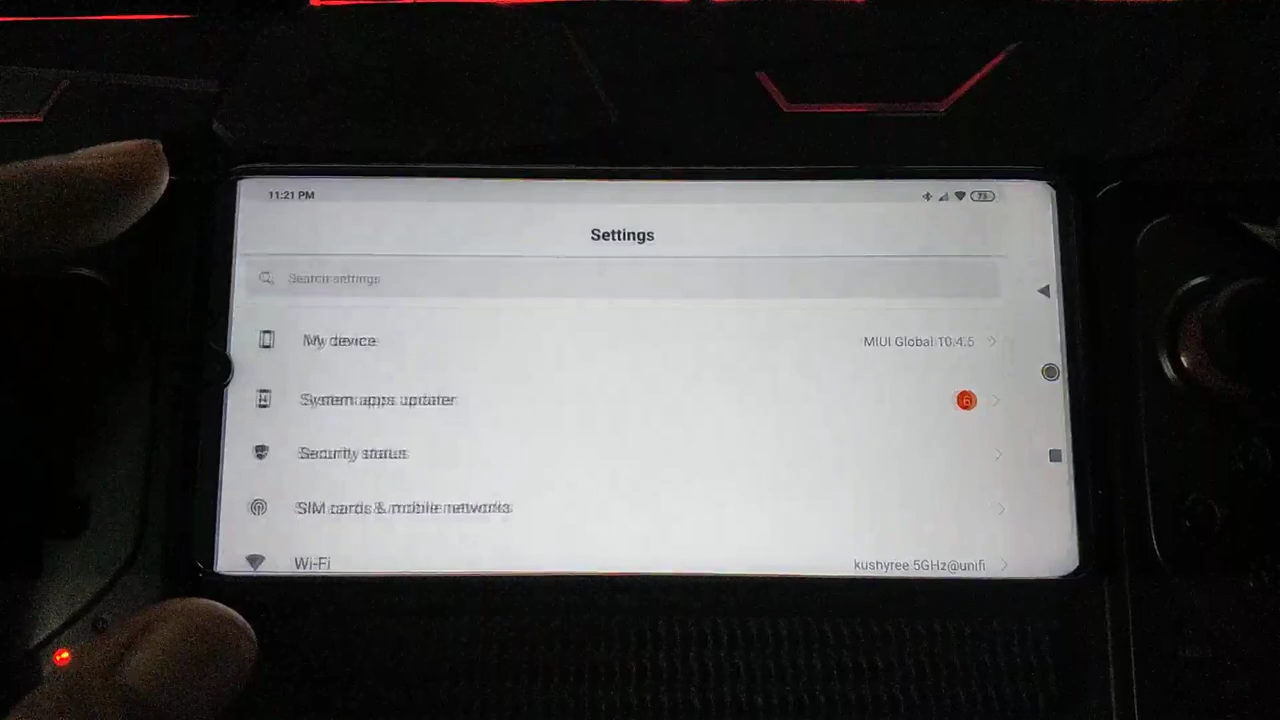 11:21 PM
73
Settings
Search settings
My device
MIUI Global 10.4.5
System apps updater
6
Security status
SIM cards & mobile networks
Wi-Fi
kushyree 5GHz@unifi